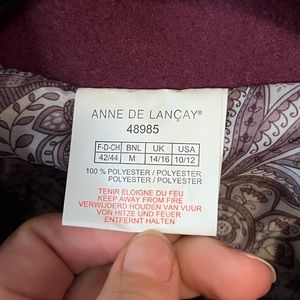 ANNE DE LANÇAY®
48985
F-D-CH BNL UK USA
42/44 M 14/16 10/12
100 % POLYESTER / POLYESTER
POLYESTER / POLYESTER
TENIR ELOIGNE DU FEU
KEEP AWAY FROM FIRE
VERWIJDERD HOUDEN VAN VUUR
VON HITZE UND FEUER
ENTFERNT HALTEN